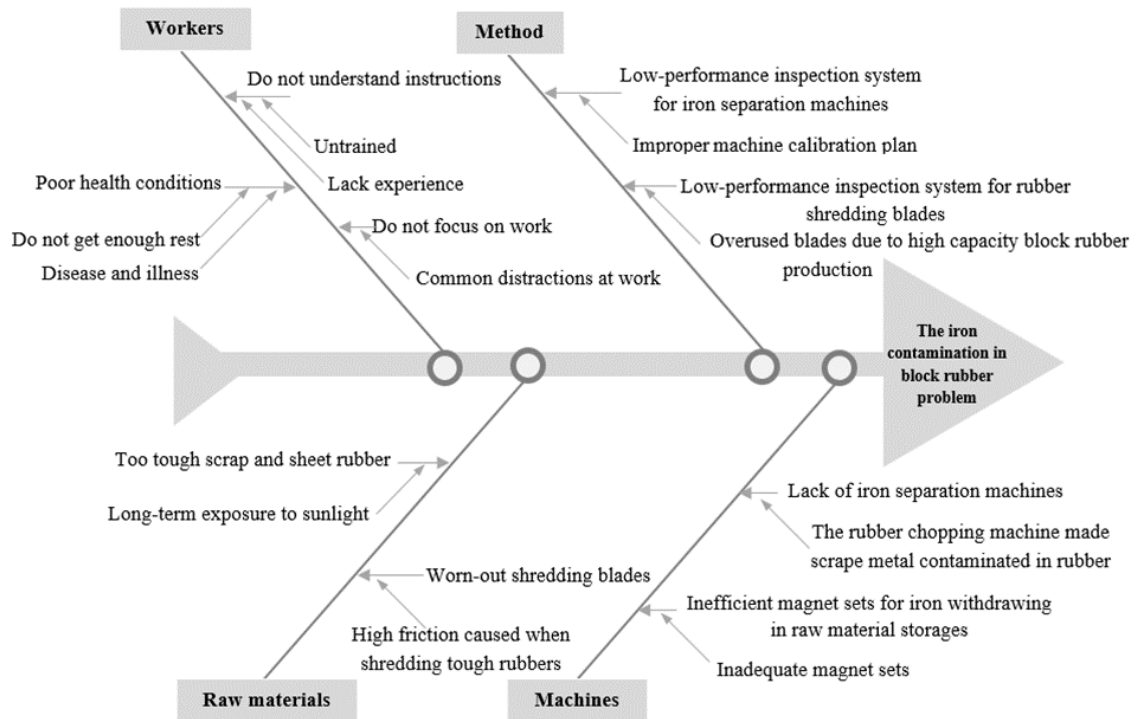 Workers
Method
Do not understand instructions
Untrained
Lack experience
Poor health conditions
Do not get enough rest
Disease and illness
Do not focus on work
Common distractions at work
Low-performance inspection system
for iron separation machines
Improper machine calibration plan
Low-performance inspection system for rubber
shredding blades
Overused blades due to high capacity block rubber
production
The iron
contamination in
block rubber
problem
Too tough scrap and sheet rubber
Long-term exposure to sunlight
Worn-out shredding blades
High friction caused when
shredding tough rubbers
Lack of iron separation machines
The rubber chopping machine made
scrape metal contaminated in rubber
Inefficient magnet sets for iron withdrawing
in raw material storages
Inadequate magnet sets
Raw materials
Machines